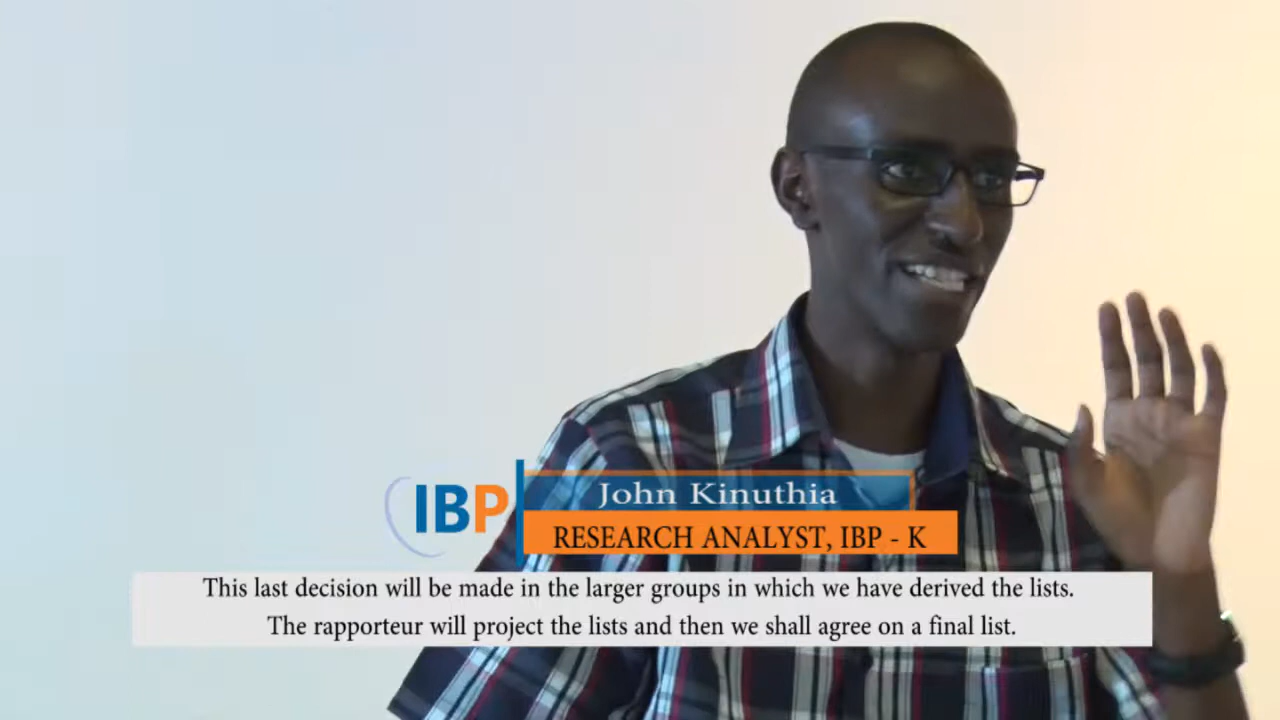 IBP
John Kinuthia
RESEARCH ANALYST, IBP - K
This last decision will be made in the larger groups in which we have derived the lists.
The rapporteur will project the lists and then we shall agree on a final list.